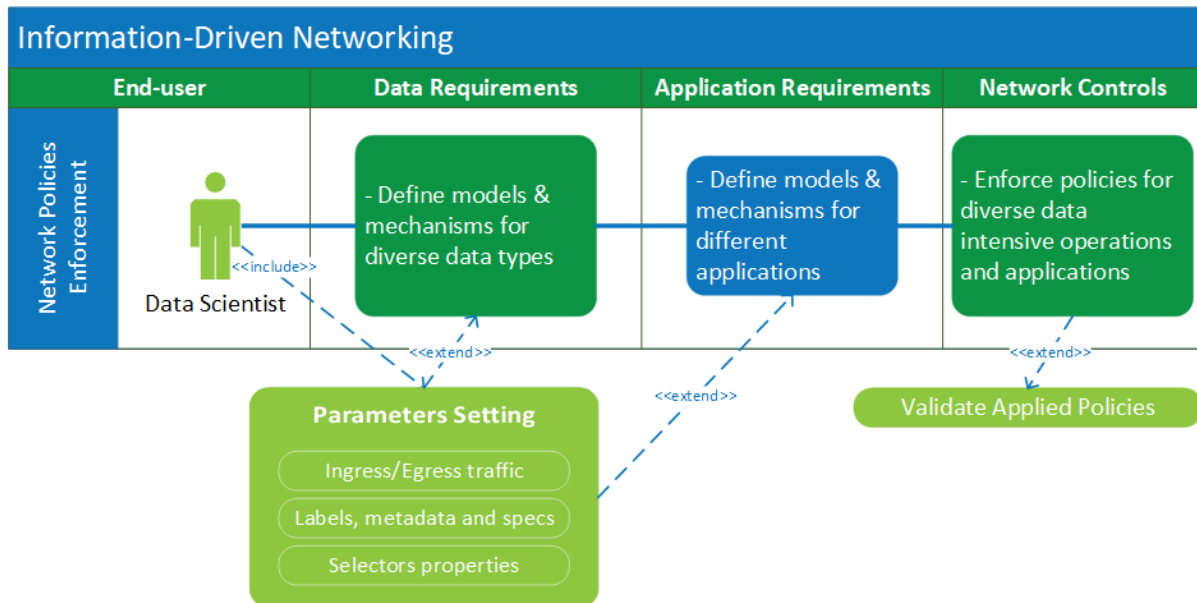 Information-Driven Networking
End-user
Data Requirements
Application Requirements
Network Controls
Network Policies
Enforcement
Data Scientist
<<include>>
- Define models &
mechanisms for
diverse data types
- Define models &
mechanisms for
different
applications
- Enforce policies for
diverse data
intensive operations
and applications
<<extend>>
<<extend>>
<<extend>>
Parameters Setting
Ingress/Egress traffic
Labels, metadata and specs
Selectors properties
Validate Applied Policies